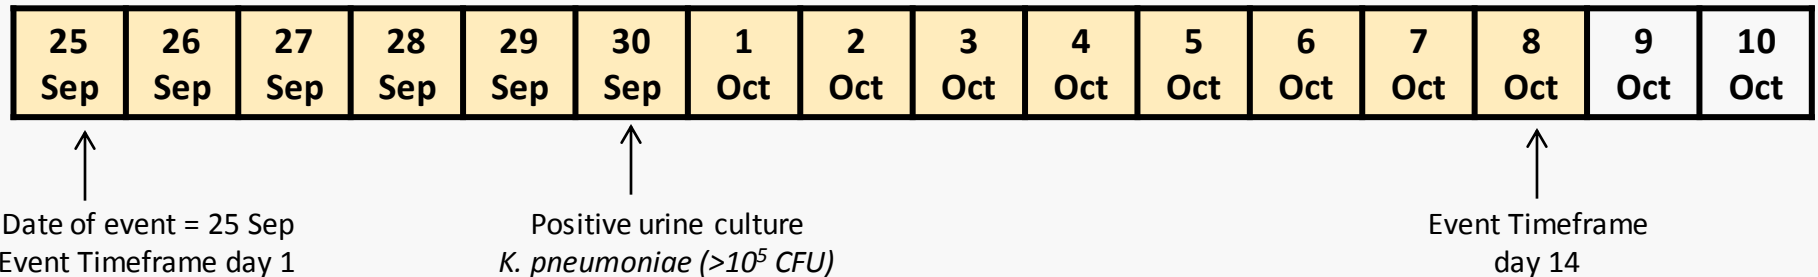 25 26 27 28 29 30 1 2 3 4 5 6 7 8 9 10
Sep Sep Sep Sep Sep Sep Oct Oct Oct Oct Oct Oct Oct Oct Oct Oct
Date of event = 25 Sep
Event Timeframe day 1
Positive urine culture
K. pneumoniae (>10⁵ CFU)
Event Timeframe
day 14